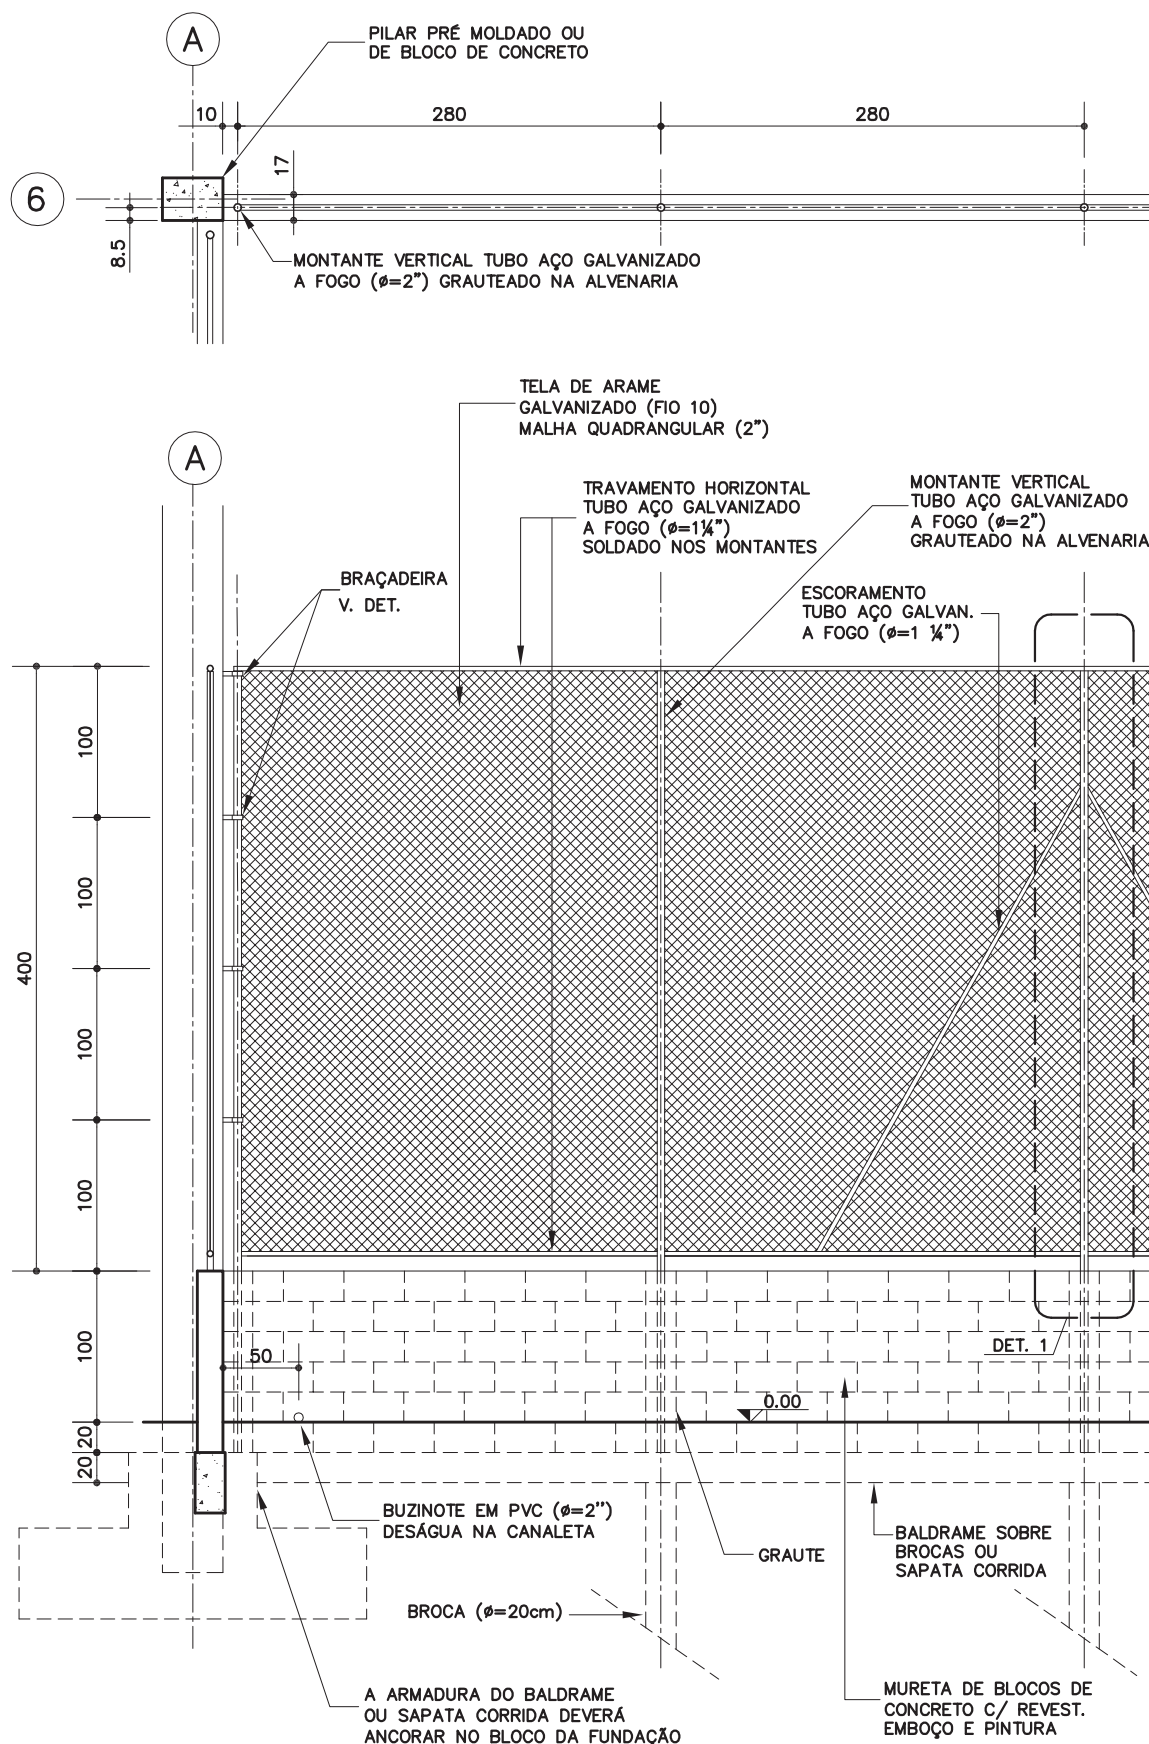 A
PILAR PRÉ MOLDADO OU
DE BLOCO DE CONCRETO
10
280
280
17
6
8.5
MONTANTE VERTICAL TUBO AÇO GALVANIZADO
A FOGO (ø=2") GRAUTEADO NA ALVENARIA
TELA DE ARAME
GALVANIZADO (FIO 10)
MALHA QUADRANGULAR (2")
A
TRAVAMENTO HORIZONTAL
TUBO AÇO GALVANIZADO
A FOGO (ø=1¼")
SOLDADO NOS MONTANTES
MONTANTE VERTICAL
TUBO AÇO GALVANIZADO
A FOGO (ø=2")
GRAUTEADO NA ALVENARIA
BRAÇADEIRA
V. DET.
ESCORAMENTO
TUBO AÇO GALVAN.
A FOGO (ø=1 ¼")
400
100
100
100
100
100
20
20
50
0.00
DET. 1
BUZINOTE EM PVC (ø=2")
DESÁGUA NA CANALETA
GRAUTE
BALDRAME SOBRE
BROCAS OU
SAPATA CORRIDA
BROCA (ø=20cm)
A ARMADURA DO BALDRAME
OU SAPATA CORRIDA DEVERÁ
ANCORAR NO BLOCO DA FUNDAÇÃO
MURETA DE BLOCOS DE
CONCRETO C/ REVEST.
EMBOÇO E PINTURA